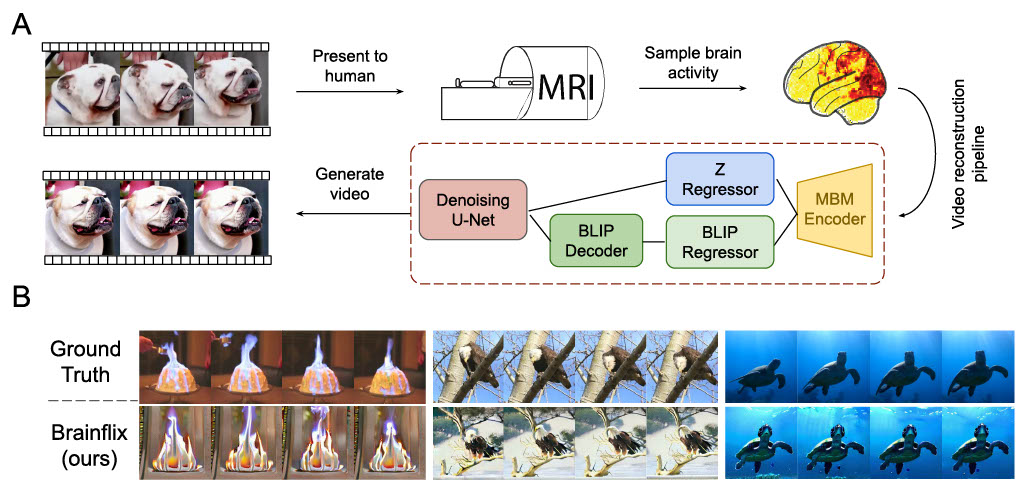 A
Present to
human
MRI
Sample brain
activity
Video reconstruction
pipeline
Generate
video
Denoising
U-Net
Z
Regressor
BLIP
Decoder
BLIP
Regressor
MBM
Encoder
B
Ground
Truth
Brainflix
(ours)